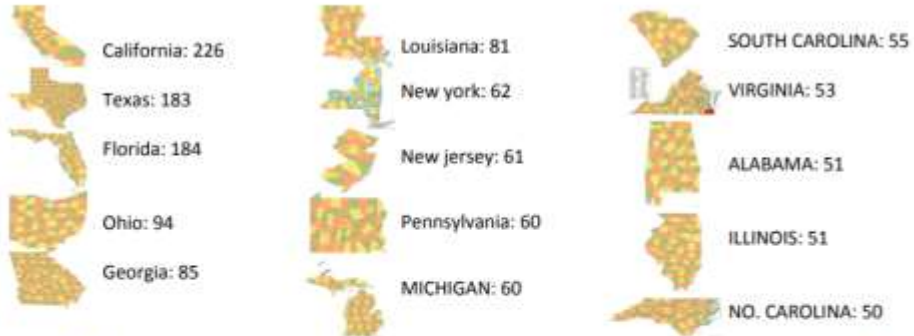 California: 226
Texas: 183
Florida: 184
Ohio: 94
Georgia: 85
Louisiana: 81
New york: 62
New jersey: 61
Pennsylvania: 60
MICHIGAN: 60
SOUTH CAROLINA: 55
VIRGINIA: 53
ALABAMA: 51
ILLINOIS: 51
NO. CAROLINA: 50